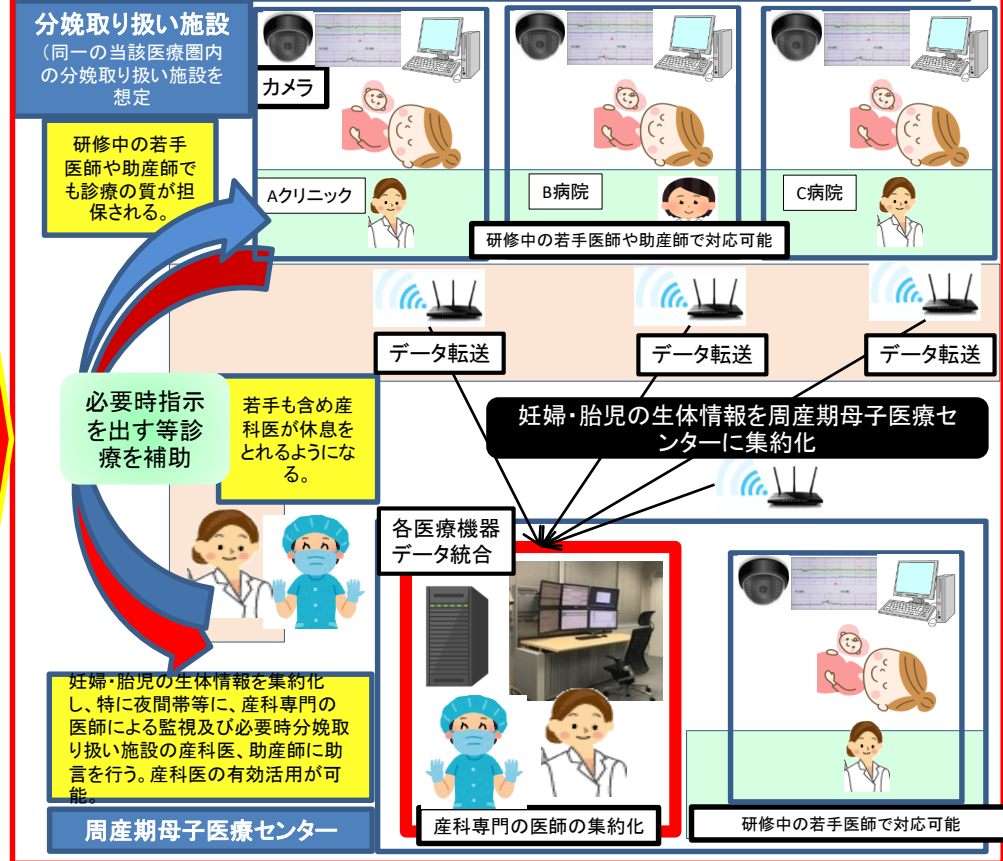 分娩取り扱い施設
（同一の当該医療圏内
の分娩取り扱い施設を
想定
カメラ
研修中の若手
医師や助産師で
も診療の質が担
保される。
Aクリニック
B病院
C病院
研修中の若手医師や助産師で対応可能
データ転送
データ転送
データ転送
必要時指示
を出す等診
療を補助
若手も含め産
科医が休息を
とれるようにな
る。
妊婦・胎児の生体情報を周産期母子医療セ
ンターに集約化
各医療機器
データ統合
妊婦・胎児の生体情報を集約化
し、特に夜間帯等に、産科専門の
医師による監視及び必要時分娩取
り扱い施設の産科医、助産師に助
言を行う。産科医の有効活用が可
能。
周産期母子医療センター
産科専門の医師の集約化
研修中の若手医師で対応可能